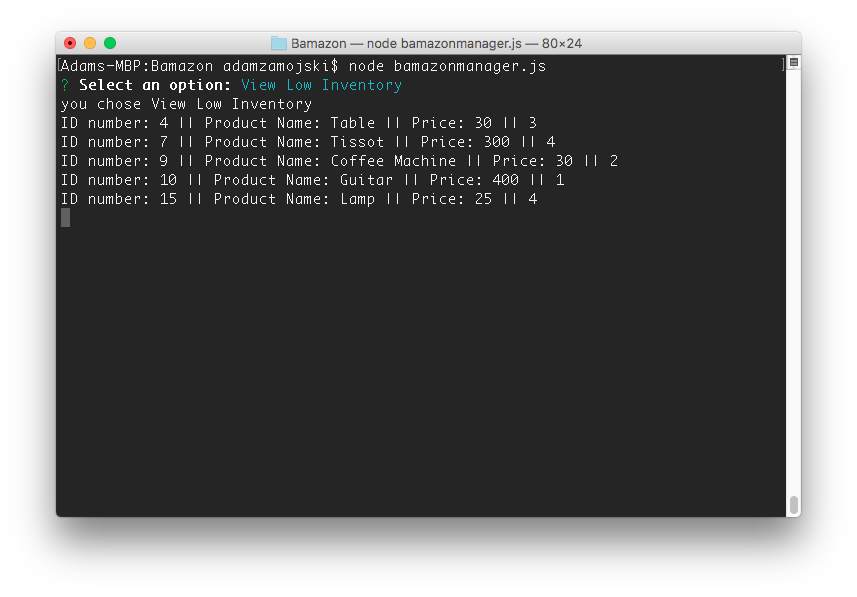 Bamazon — node bamazonmanager.js — 80×24
[Adams-MBP:Bamazon adamzamojski$ node bamazonmanager.js ]
? Select an option: View Low Inventory
you chose View Low Inventory
ID number: 4 || Product Name: Table || Price: 30 || 3
ID number: 7 || Product Name: Tissot || Price: 300 || 4
ID number: 9 || Product Name: Coffee Machine || Price: 30 || 2
ID number: 10 || Product Name: Guitar || Price: 400 || 1
ID number: 15 || Product Name: Lamp || Price: 25 || 4